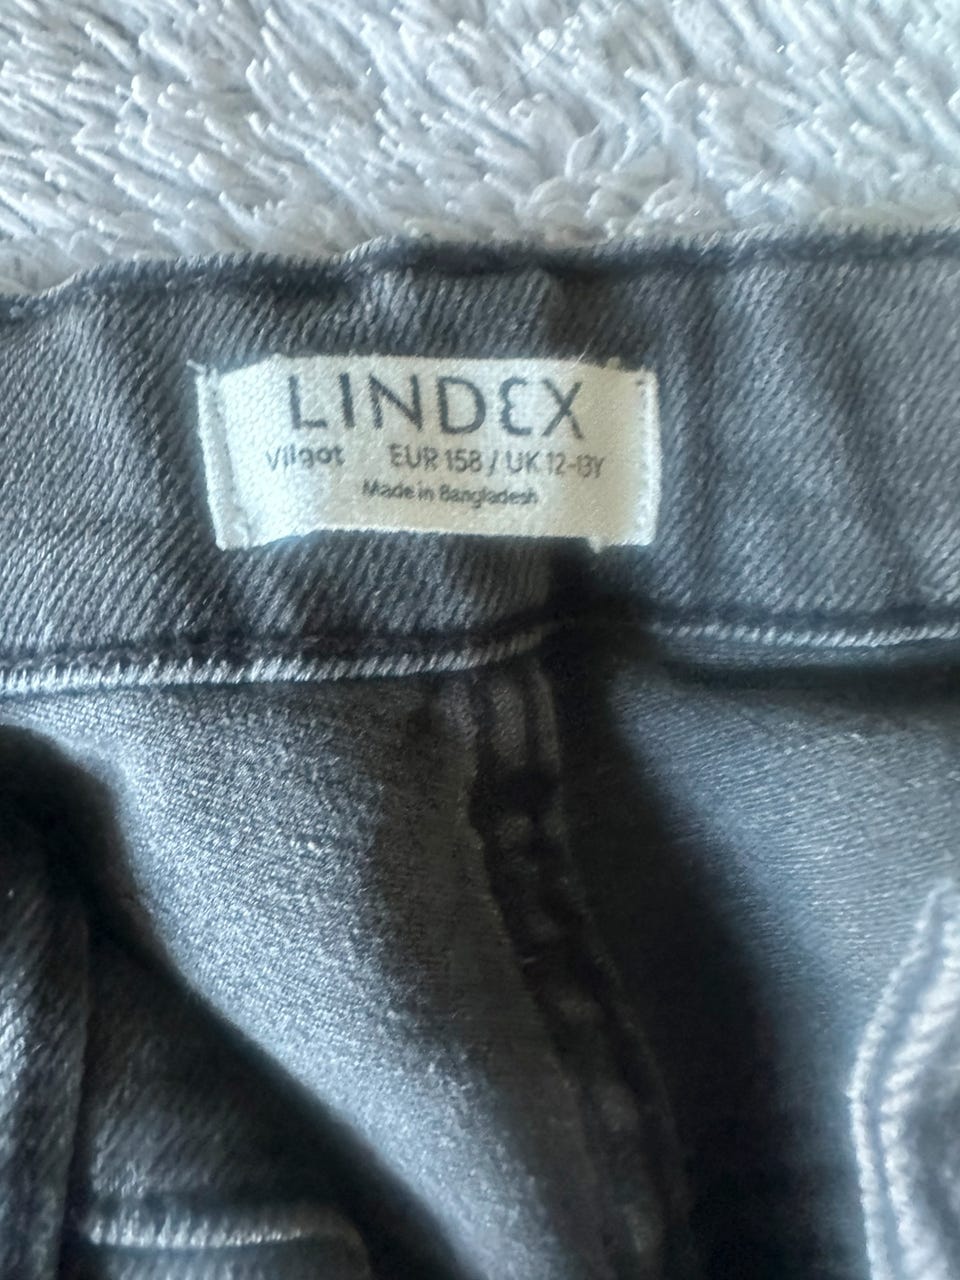 LINDEX
Vilgot EUR 158 / UK 12-13Y
Made in Bangladesh